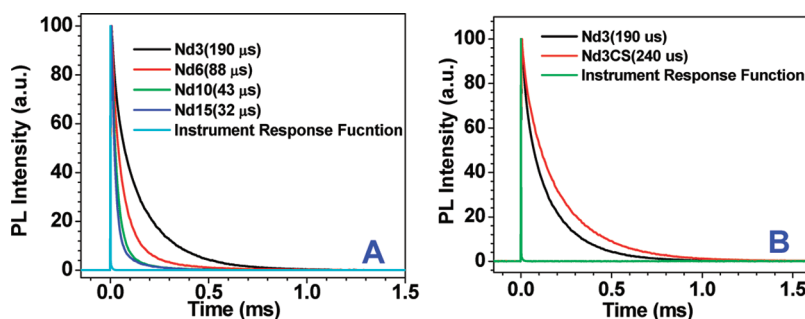 PL Intensity (a.u.)
100
80
60
40
20
0
Nd3(190 μs)
Nd6(88 μs)
Nd10(43 μs)
Nd15(32 μs)
Instrument Response Fucntion
A
0.0 0.5 1.0 1.5
Time (ms)
PL Intensity (a.u.)
100
80
60
40
20
0
Nd3(190 us)
Nd3CS(240 us)
Instrument Response Function
B
0.0 0.5 1.0 1.5
Time (ms)